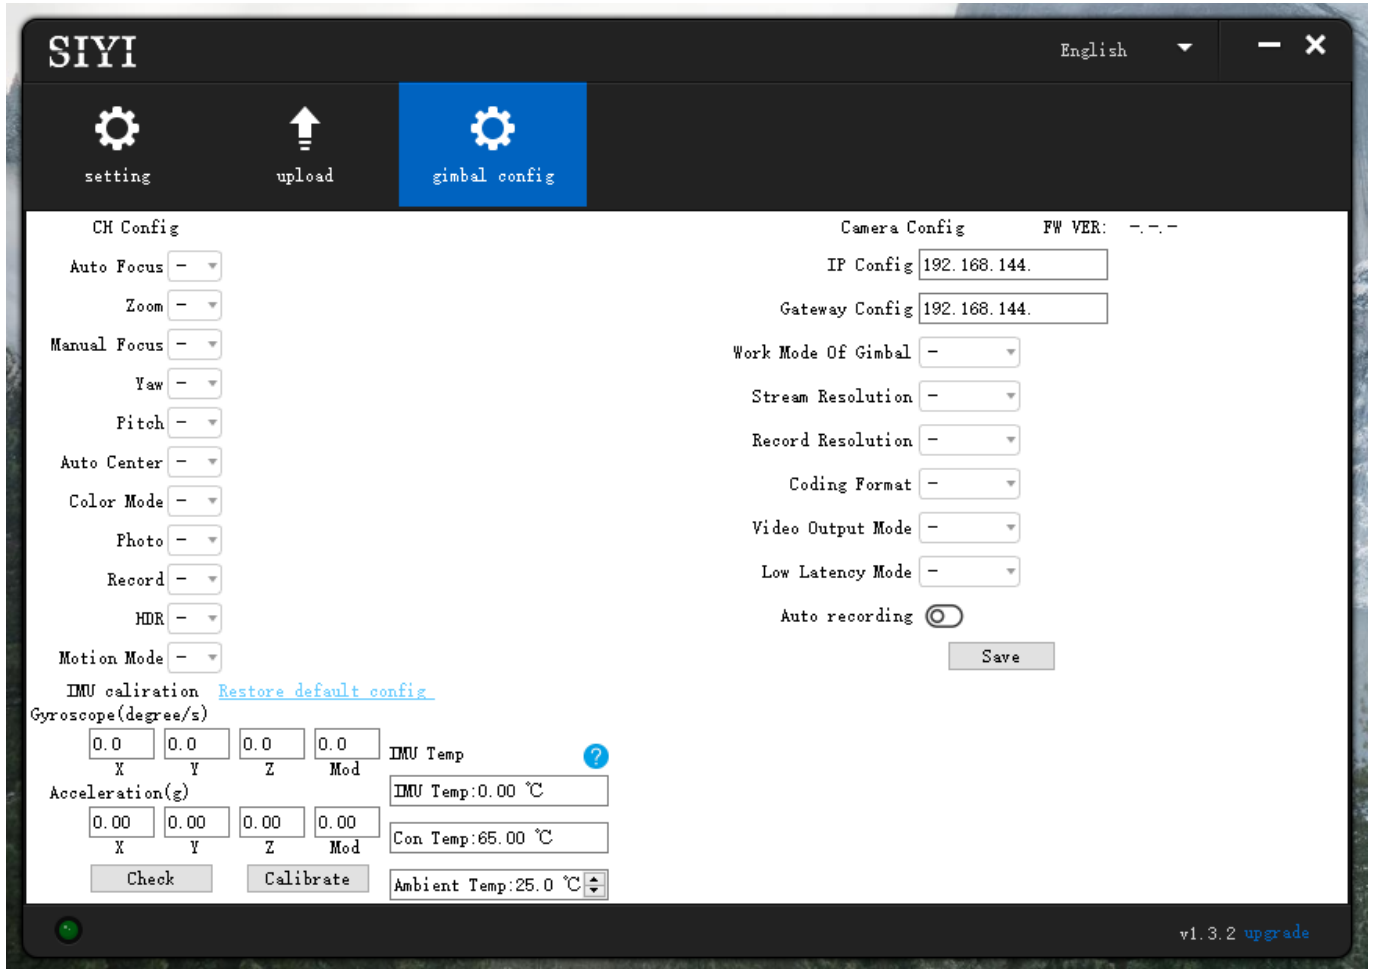 SIYI
English
setting
upload
gimbal config
CH Config
Auto Focus -
Zoom -
Manual Focus -
Yaw -
Pitch -
Auto Center -
Color Mode -
Photo -
Record -
HDR -
Motion Mode -
IMU caliration Restore default config
Gyroscope(degree/s)
0.0 0.0 0.0 0.0
X Y Z Mod
Acceleration(g)
0.00 0.00 0.00 0.00
X Y Z Mod
Check Calibrate
IMU Temp ?
IMU Temp:0.00 ℃
Con Temp:65.00 ℃
Ambient Temp:25.0 ℃
Camera Config FW VER: -.-.-
IP Config 192.168.144.
Gateway Config 192.168.144.
Work Mode Of Gimbal -
Stream Resolution -
Record Resolution -
Coding Format -
Video Output Mode -
Low Latency Mode -
Auto recording
Save
v1.3.2 upgrade